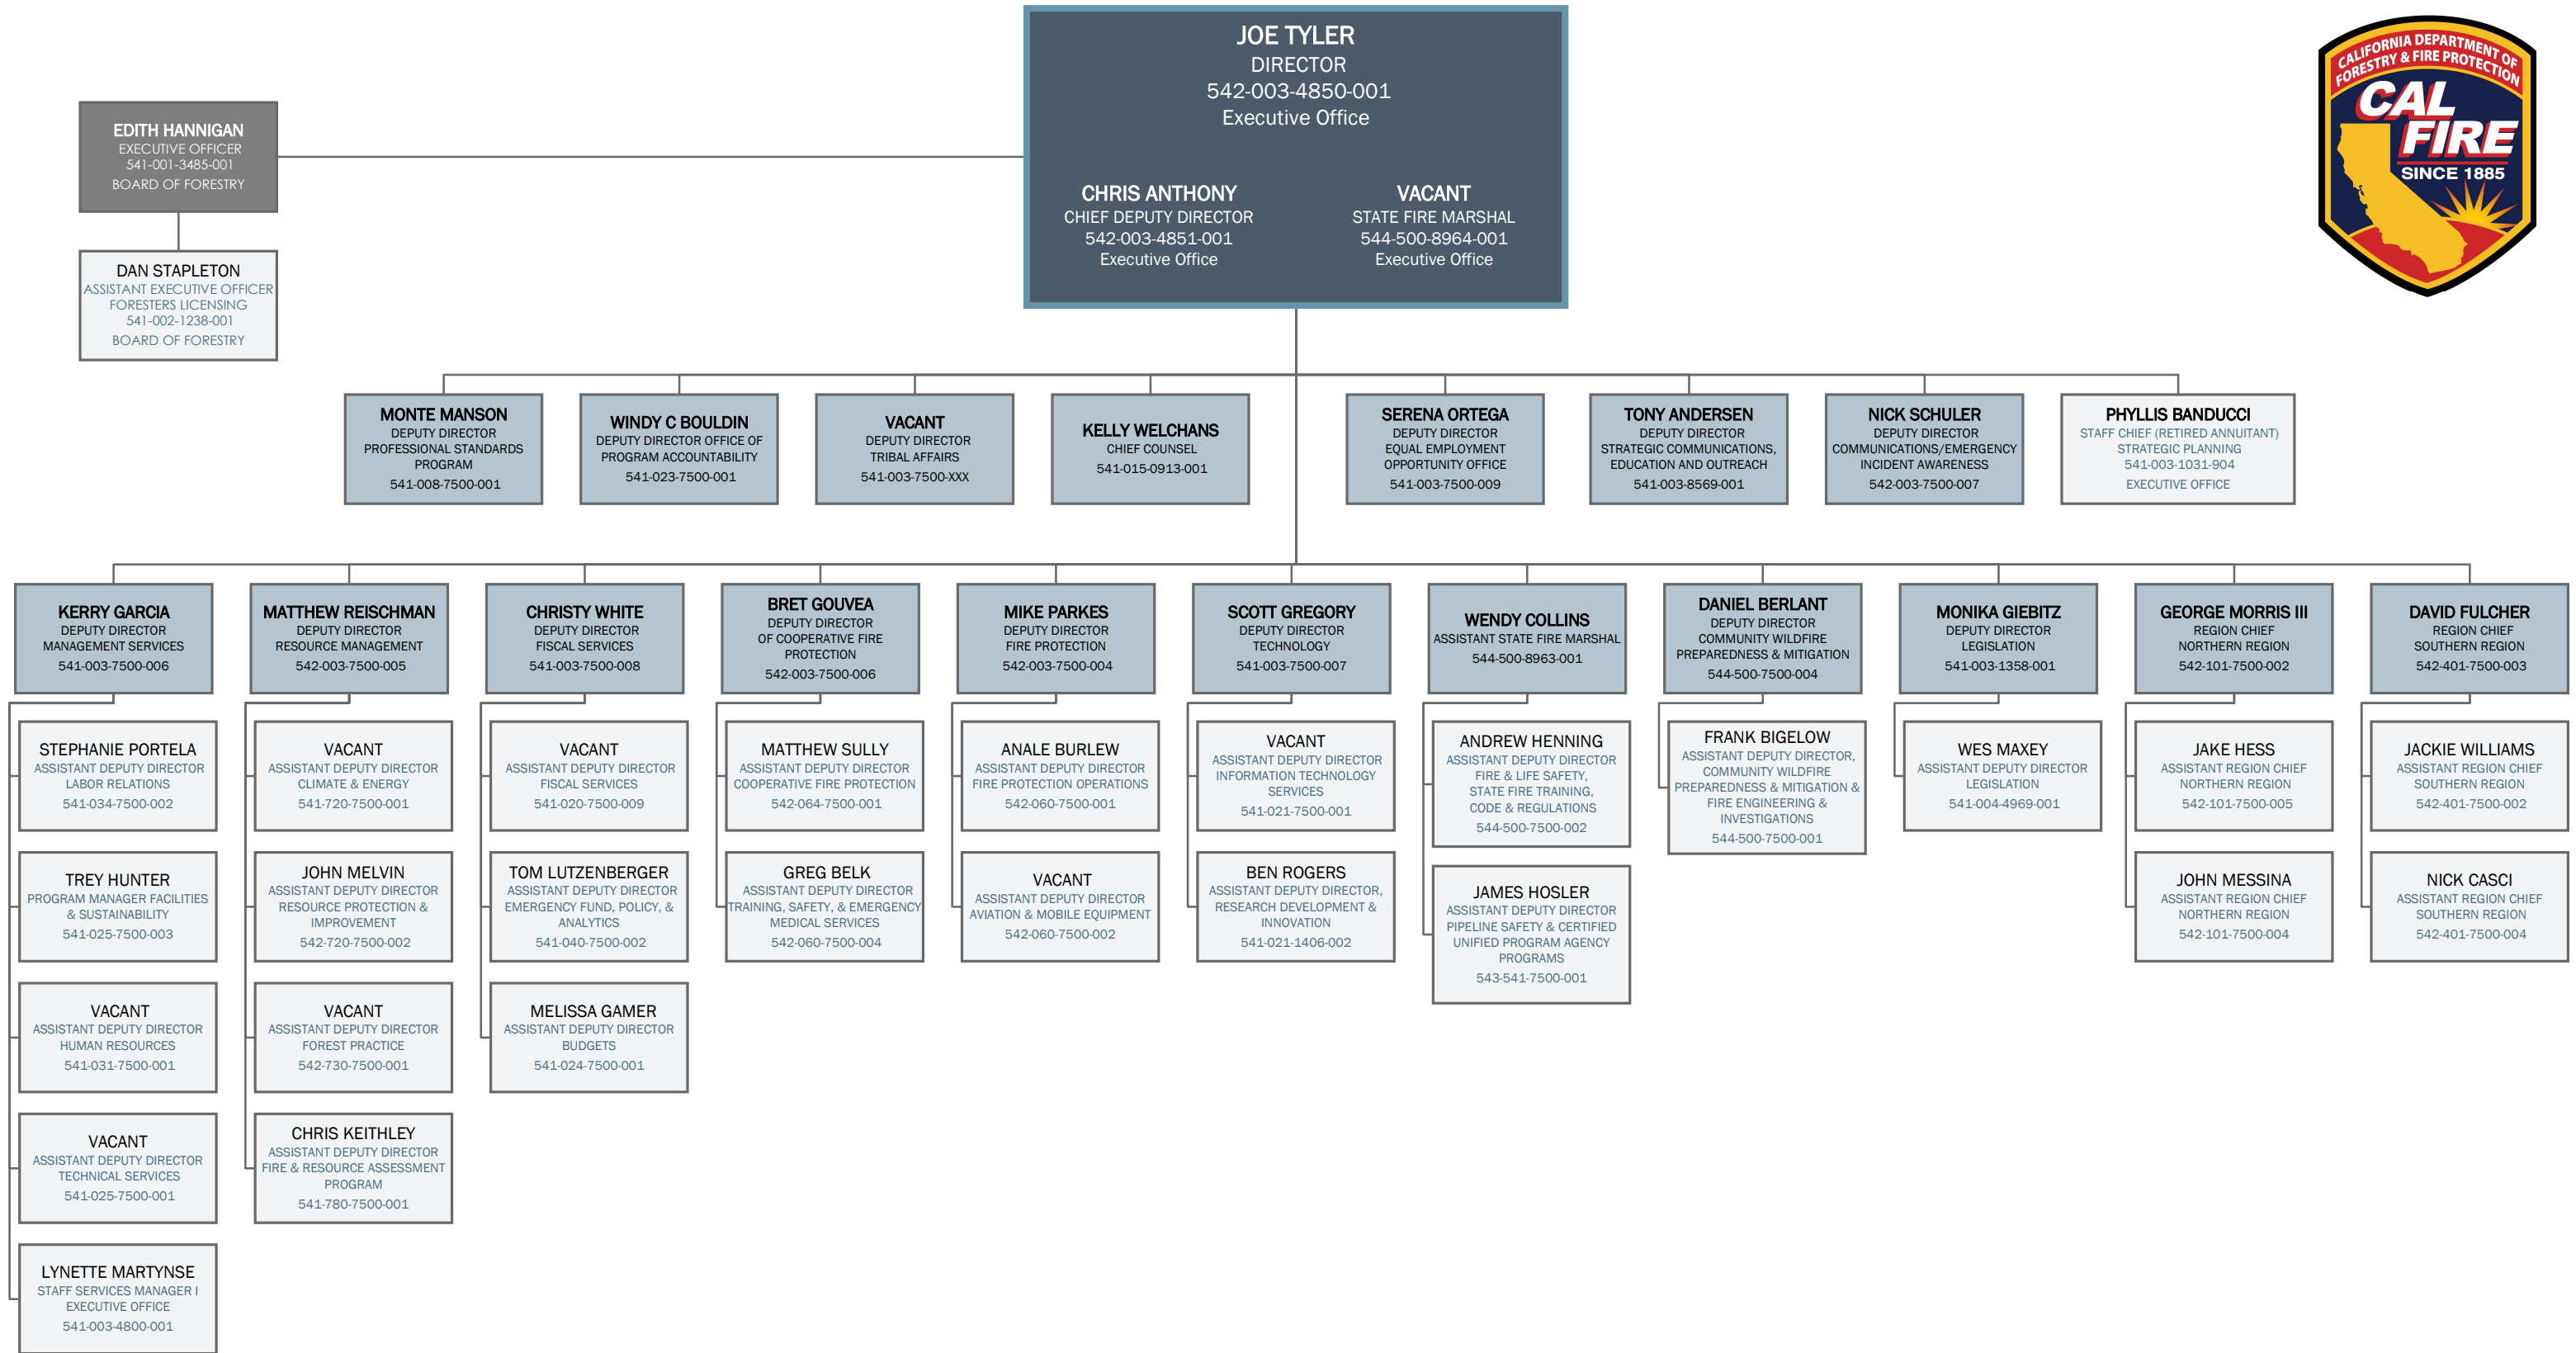 JOE TYLER
DIRECTOR
542-003-4850-001
Executive Office
CHRIS ANTHONY
CHIEF DEPUTY DIRECTOR
542-003-4851-001
Executive Office
VACANT
STATE FIRE MARSHAL
544-500-8964-001
Executive Office
CALIFORNIA DEPARTMENT OF
FORESTRY & FIRE PROTECTION
CAL
FIRE
SINCE 1885
EDITH HANNIGAN
EXECUTIVE OFFICER
541-001-3485-001
BOARD OF FORESTRY
DAN STAPLETON
ASSISTANT EXECUTIVE OFFICER
FORESTERS LICENSING
541-002-1238-001
BOARD OF FORESTRY
MONTE MANSON
DEPUTY DIRECTOR
PROFESSIONAL STANDARDS
PROGRAM
541-008-7500-001
WINDY C BOULDIN
DEPUTY DIRECTOR OFFICE OF
PROGRAM ACCOUNTABILITY
541-023-7500-001
VACANT
DEPUTY DIRECTOR
TRIBAL AFFAIRS
541-003-7500-XXX
KELLY WELCHANS
CHIEF COUNSEL
541-015-0913-001
SERENA ORTEGA
DEPUTY DIRECTOR
EQUAL EMPLOYMENT
OPPORTUNITY OFFICE
541-003-7500-009
TONY ANDERSEN
DEPUTY DIRECTOR
STRATEGIC COMMUNICATIONS,
EDUCATION AND OUTREACH
541-003-8569-001
NICK SCHULER
DEPUTY DIRECTOR
COMMUNICATIONS/EMERGENCY
INCIDENT AWARENESS
542-003-7500-007
PHYLLIS BANDUCCI
STAFF CHIEF (RETIRED ANNUITANT)
STRATEGIC PLANNING
541-003-1031-904
EXECUTIVE OFFICE
KERRY GARCIA
DEPUTY DIRECTOR
MANAGEMENT SERVICES
541-003-7500-006
STEPHANIE PORTELA
ASSISTANT DEPUTY DIRECTOR
LABOR RELATIONS
541-034-7500-002
TREY HUNTER
PROGRAM MANAGER FACILITIES
& SUSTAINABILITY
541-025-7500-003
VACANT
ASSISTANT DEPUTY DIRECTOR
HUMAN RESOURCES
541-031-7500-001
VACANT
ASSISTANT DEPUTY DIRECTOR
TECHNICAL SERVICES
541-025-7500-001
LYNETTE MARTYNSE
STAFF SERVICES MANAGER I
EXECUTIVE OFFICE
541-003-4800-001
MATTHEW REISCHMAN
DEPUTY DIRECTOR
RESOURCE MANAGEMENT
542-003-7500-005
VACANT
ASSISTANT DEPUTY DIRECTOR
CLIMATE & ENERGY
541-720-7500-001
JOHN MELVIN
ASSISTANT DEPUTY DIRECTOR
RESOURCE PROTECTION &
IMPROVEMENT
542-720-7500-002
VACANT
ASSISTANT DEPUTY DIRECTOR
FOREST PRACTICE
542-730-7500-001
CHRIS KEITHLEY
ASSISTANT DEPUTY DIRECTOR
FIRE & RESOURCE ASSESSMENT
PROGRAM
541-780-7500-001
CHRISTY WHITE
DEPUTY DIRECTOR
FISCAL SERVICES
541-003-7500-008
VACANT
ASSISTANT DEPUTY DIRECTOR
FISCAL SERVICES
541-020-7500-009
TOM LUTZENBERGER
ASSISTANT DEPUTY DIRECTOR
EMERGENCY FUND, POLICY, &
ANALYTICS
541-040-7500-002
MELISSA GAMER
ASSISTANT DEPUTY DIRECTOR
BUDGETS
541-024-7500-001
BRET GOUVEA
DEPUTY DIRECTOR
OF COOPERATIVE FIRE
PROTECTION
542-003-7500-006
MATTHEW SULLY
ASSISTANT DEPUTY DIRECTOR
COOPERATIVE FIRE PROTECTION
542-064-7500-001
GREG BELK
ASSISTANT DEPUTY DIRECTOR
TRAINING, SAFETY, & EMERGENCY
MEDICAL SERVICES
542-060-7500-004
MIKE PARKES
DEPUTY DIRECTOR
FIRE PROTECTION
542-003-7500-004
ANALE BURLEW
ASSISTANT DEPUTY DIRECTOR
FIRE PROTECTION OPERATIONS
542-060-7500-001
VACANT
ASSISTANT DEPUTY DIRECTOR
AVIATION & MOBILE EQUIPMENT
542-060-7500-002
SCOTT GREGORY
DEPUTY DIRECTOR
TECHNOLOGY
541-003-7500-007
VACANT
ASSISTANT DEPUTY DIRECTOR
INFORMATION TECHNOLOGY
SERVICES
541-021-7500-001
BEN ROGERS
ASSISTANT DEPUTY DIRECTOR,
RESEARCH DEVELOPMENT &
INNOVATION
541-021-1406-002
WENDY COLLINS
ASSISTANT STATE FIRE MARSHAL
544-500-8963-001
ANDREW HENNING
ASSISTANT DEPUTY DIRECTOR
FIRE & LIFE SAFETY,
STATE FIRE TRAINING,
CODE & REGULATIONS
544-500-7500-002
JAMES HOSLER
ASSISTANT DEPUTY DIRECTOR
PIPELINE SAFETY & CERTIFIED
UNIFIED PROGRAM AGENCY
PROGRAMS
543-541-7500-001
DANIEL BERLANT
DEPUTY DIRECTOR
COMMUNITY WILDFIRE
PREPAREDNESS & MITIGATION
544-500-7500-004
FRANK BIGELOW
ASSISTANT DEPUTY DIRECTOR,
COMMUNITY WILDFIRE
PREPAREDNESS & MITIGATION &
FIRE ENGINEERING &
INVESTIGATIONS
544-500-7500-001
MONIKA GIEBITZ
DEPUTY DIRECTOR
LEGISLATION
541-003-1358-001
WES MAXEY
ASSISTANT DEPUTY DIRECTOR
LEGISLATION
541-004-4969-001
GEORGE MORRIS III
REGION CHIEF
NORTHERN REGION
542-101-7500-002
JAKE HESS
ASSISTANT REGION CHIEF
NORTHERN REGION
542-101-7500-005
JOHN MESSINA
ASSISTANT REGION CHIEF
NORTHERN REGION
542-101-7500-004
DAVID FULCHER
REGION CHIEF
SOUTHERN REGION
542-401-7500-003
JACKIE WILLIAMS
ASSISTANT REGION CHIEF
SOUTHERN REGION
542-401-7500-002
NICK CASCI
ASSISTANT REGION CHIEF
SOUTHERN REGION
542-401-7500-004